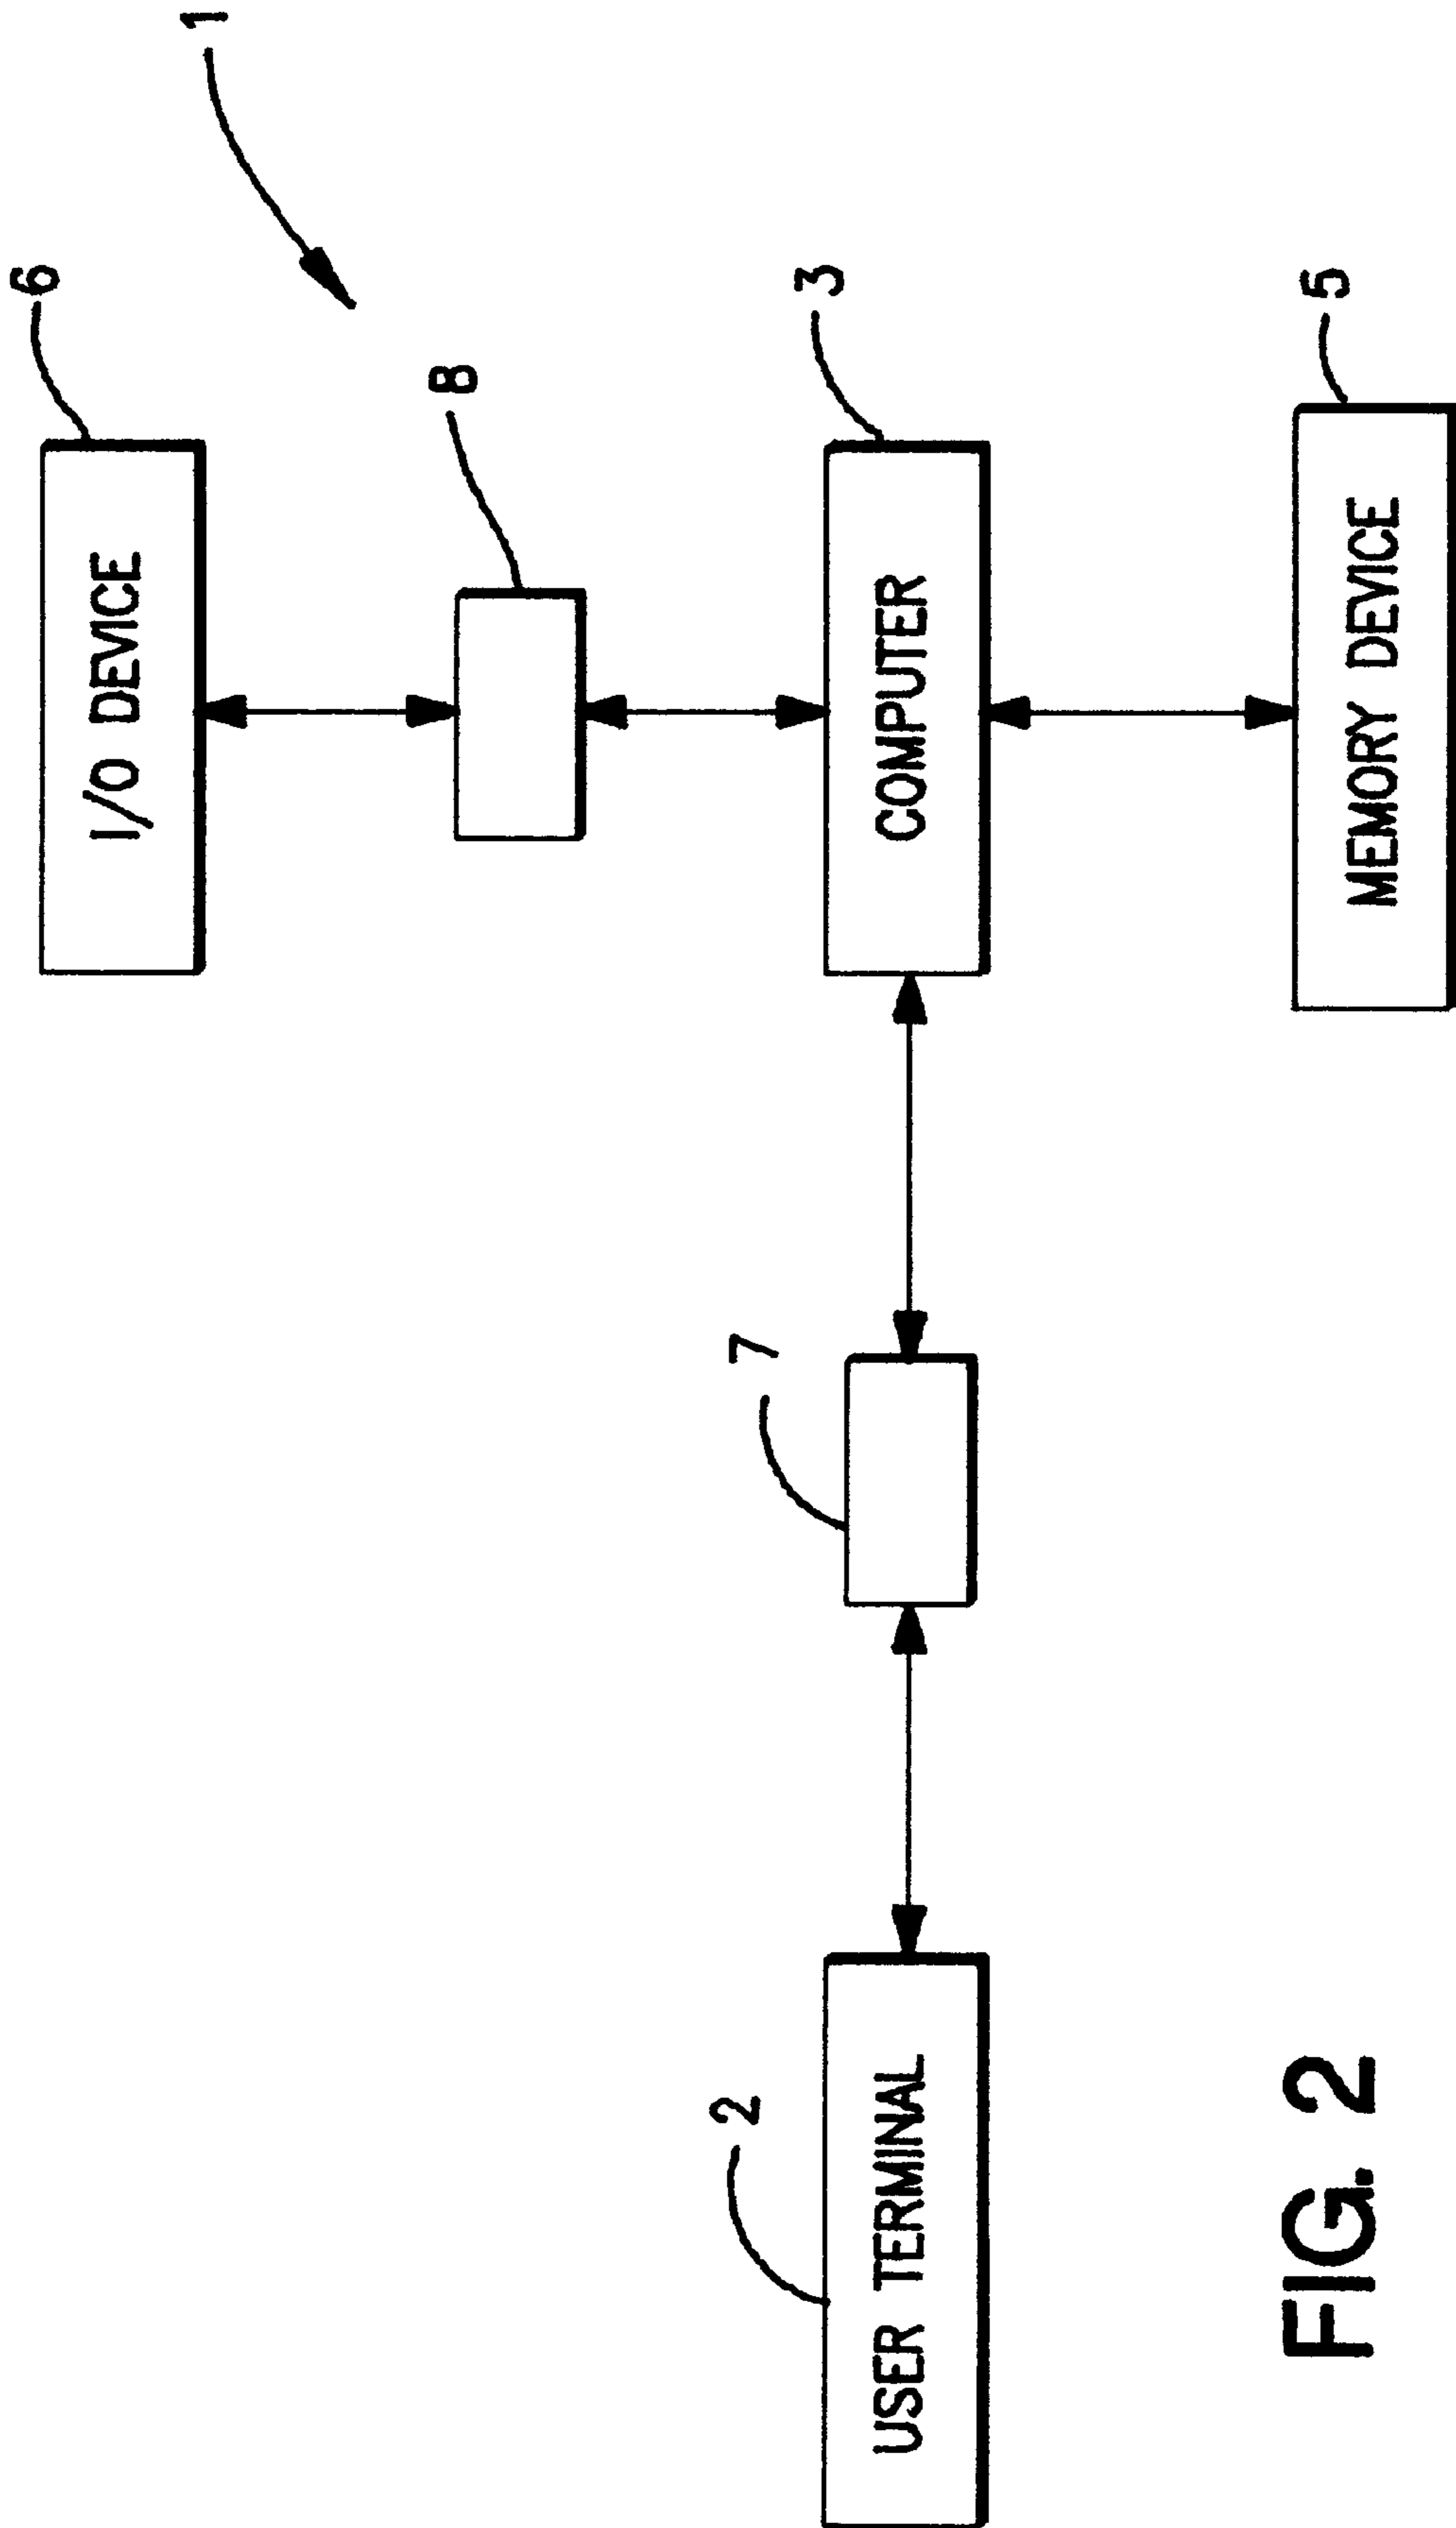 6
I/O DEVICE
1
8
2
7
3
USER TERMINAL
COMPUTER
5
MEMORY DEVICE
FIG. 2